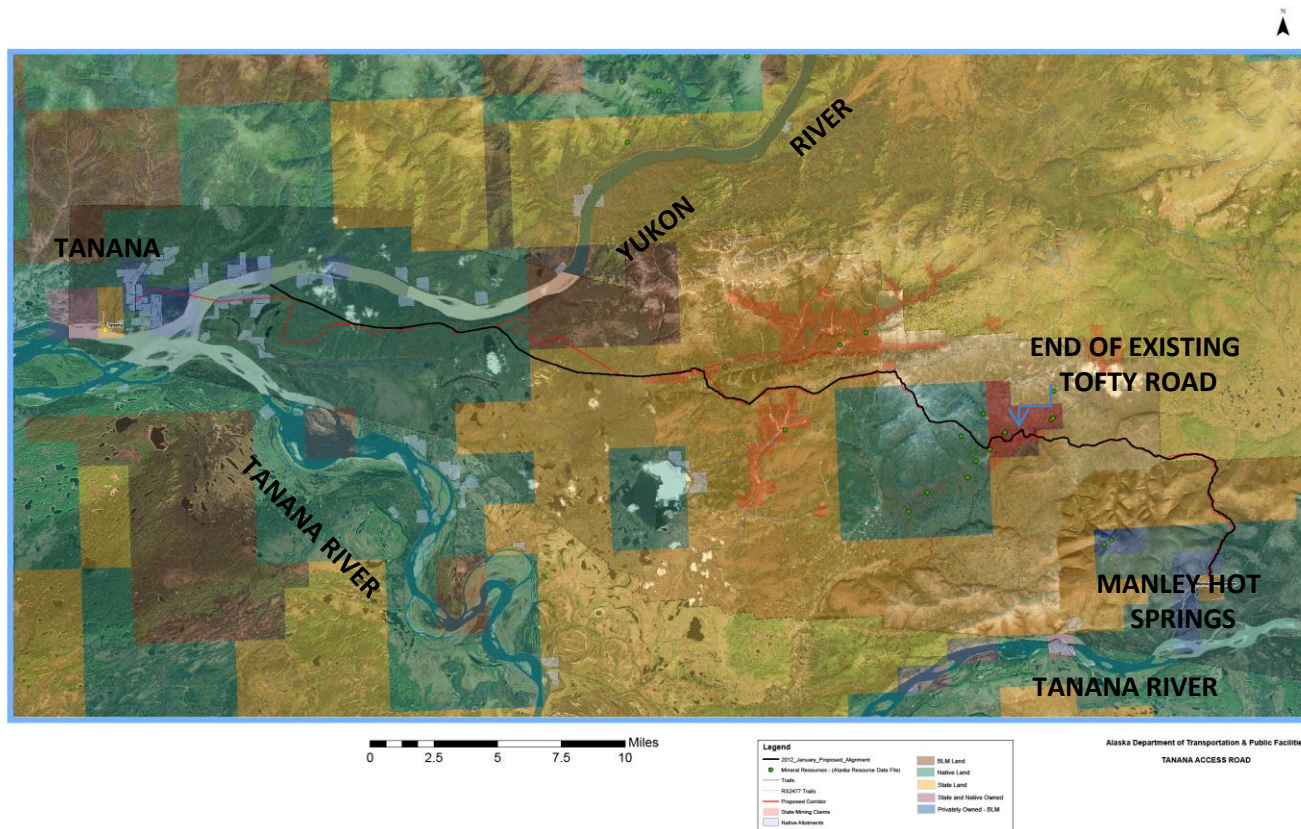 N
RIVER
YUKON
TANANA
END OF EXISTING
TOFTY ROAD
TANANA RIVER
MANLEY HOT
SPRINGS
TANANA RIVER
Miles
0 2.5 5 7.5 10
Legend
2012_January_Proposed_Alignment
Mineral Resources - (Alaska Resource Data File)
Trails
RS2477 Trails
Proposed Corridor
State Mining Claims
Native Allotments
BLM Land
Native Land
State Land
State and Native Owned
Privately Owned - BLM
Alaska Department of Transportation & Public Facilitie
TANANA ACCESS ROAD